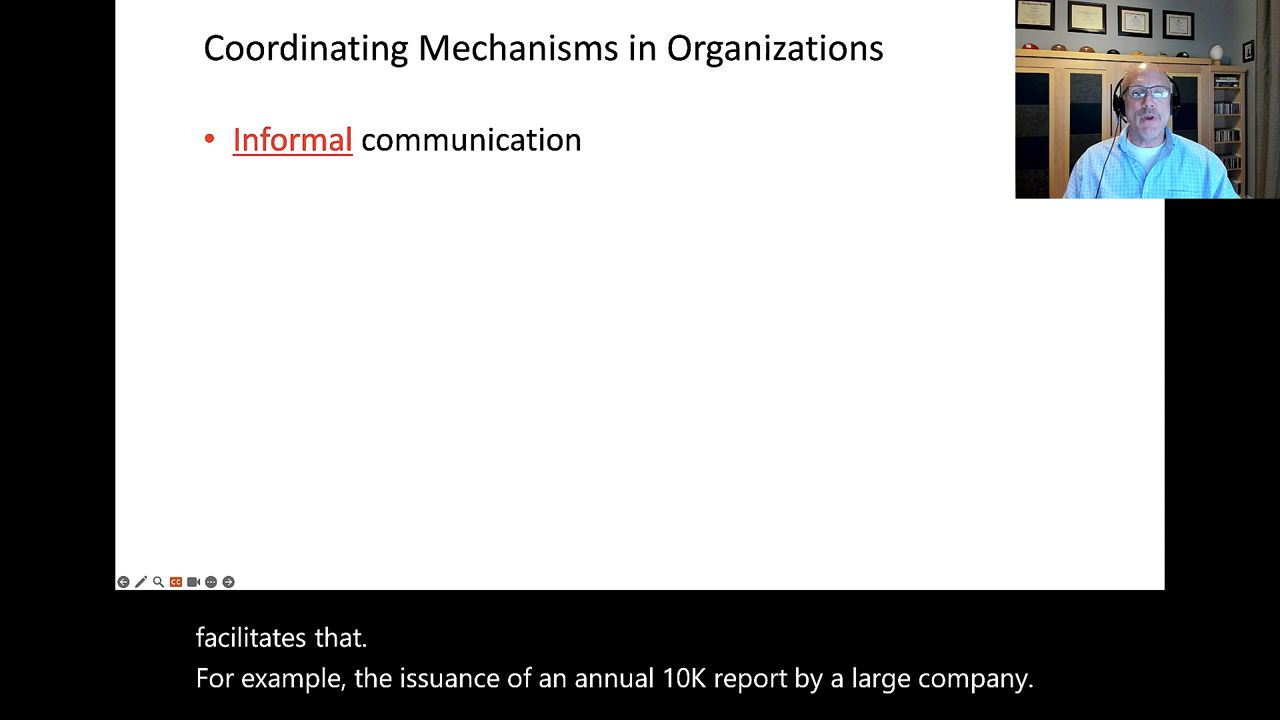 Coordinating Mechanisms in Organizations
• Informal communication
CC
facilitates that.
For example, the issuance of an annual 10K report by a large company.